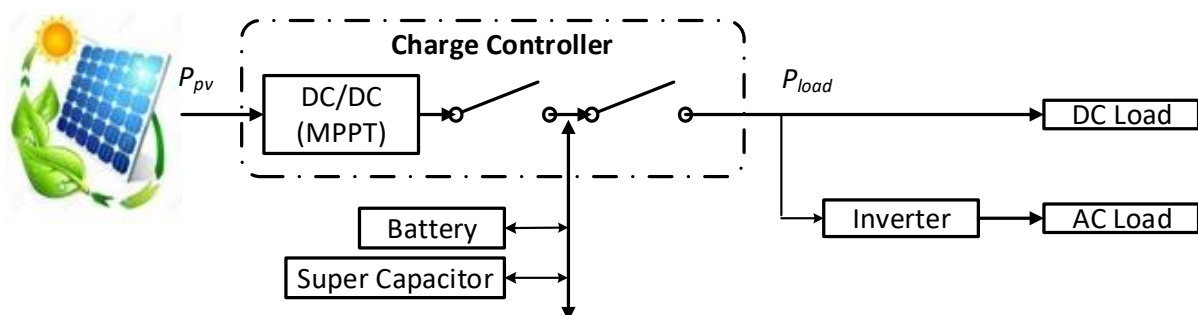 Charge Controller
P_pv
DC/DC
(MPPT)
P_load
DC Load
Battery
Inverter
AC Load
Super Capacitor